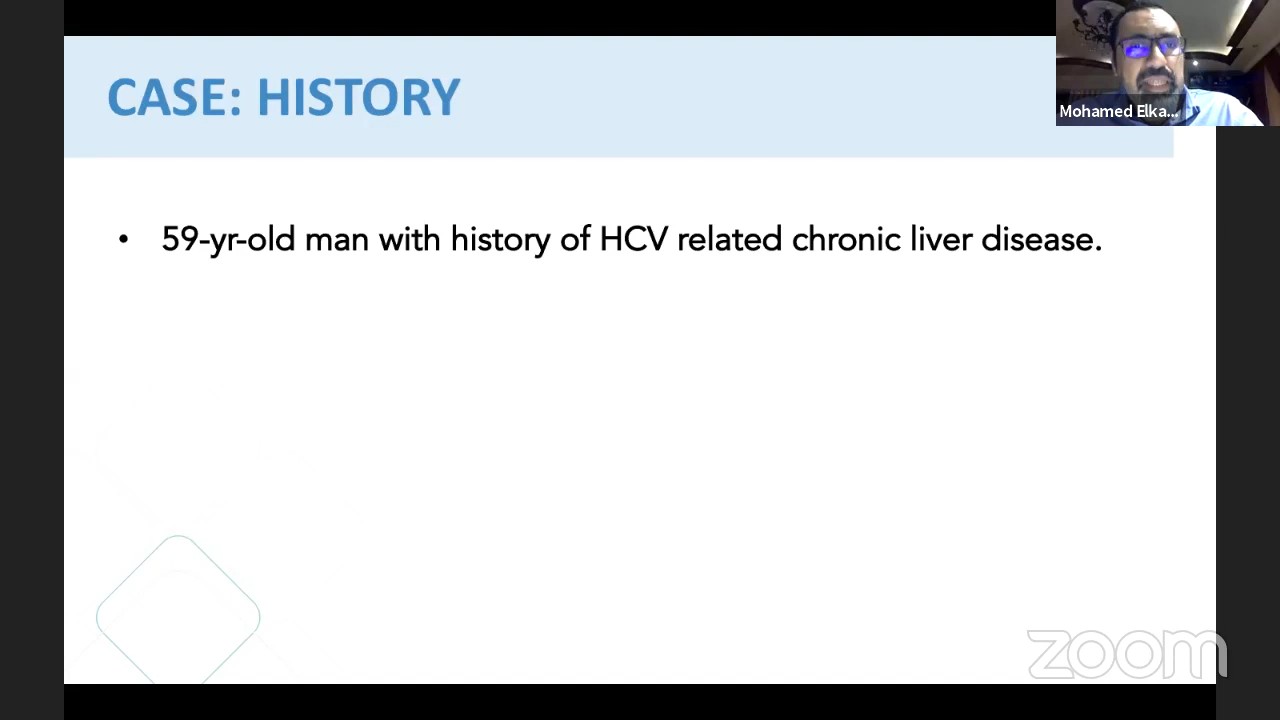 CASE: HISTORY
Mohamed Elka...
• 59-yr-old man with history of HCV related chronic liver disease.
zoom